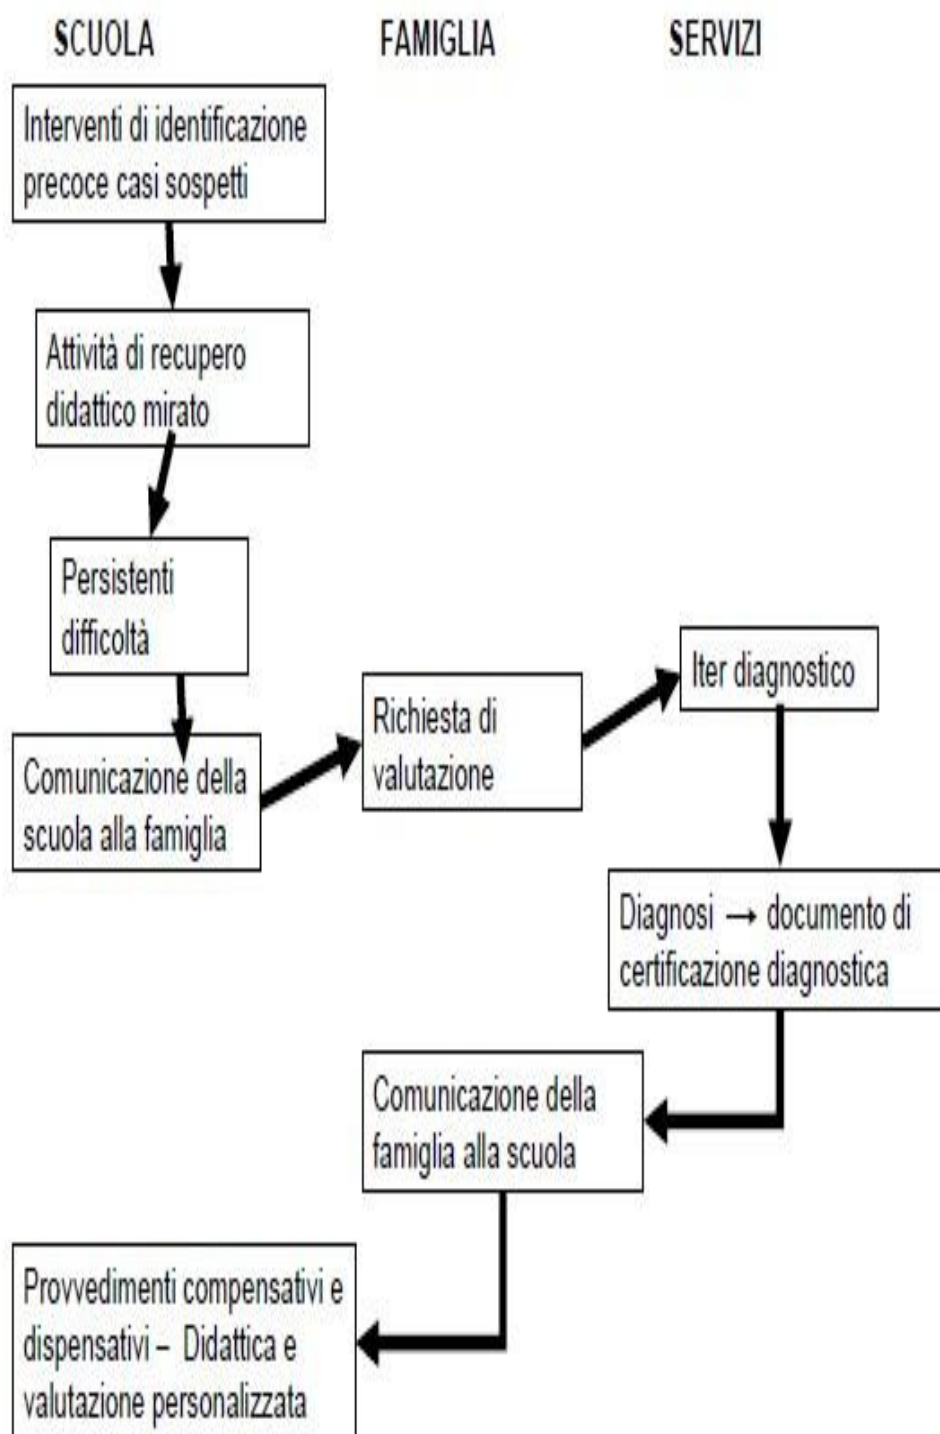 SCUOLA FAMIGLIA SERVIZI
Interventi di identificazione
precoce casi sospetti
Attività di recupero
didattico mirato
Persistenti
difficoltà
Comunicazione della
scuola alla famiglia
Richiesta di
valutazione
Iter diagnostico
Diagnosi → documento di
certificazione diagnostica
Comunicazione della
famiglia alla scuola
Provvedimenti compensativi e
dispensativi – Didattica e
valutazione personalizzata